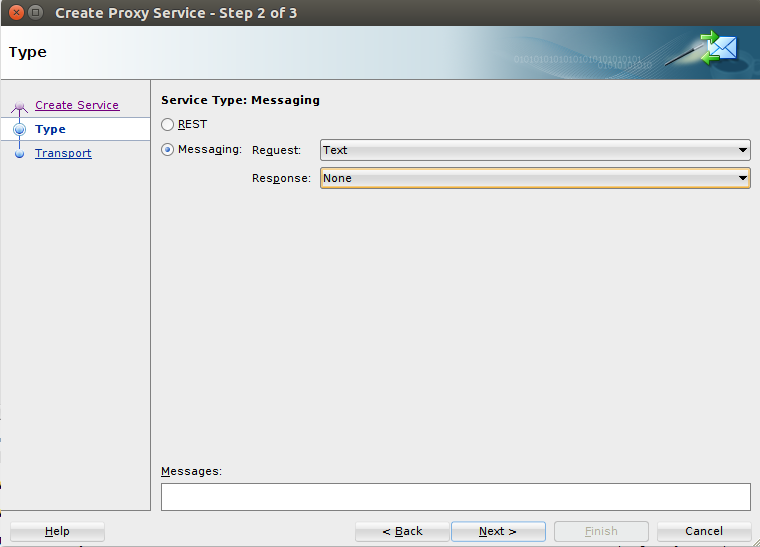 Create Proxy Service - Step 2 of 3
Type
Create Service
Type
Transport
Service Type: Messaging
REST
Messaging: Request: Text
Response: None
Messages:
Help
< Back
Next >
Finish
Cancel